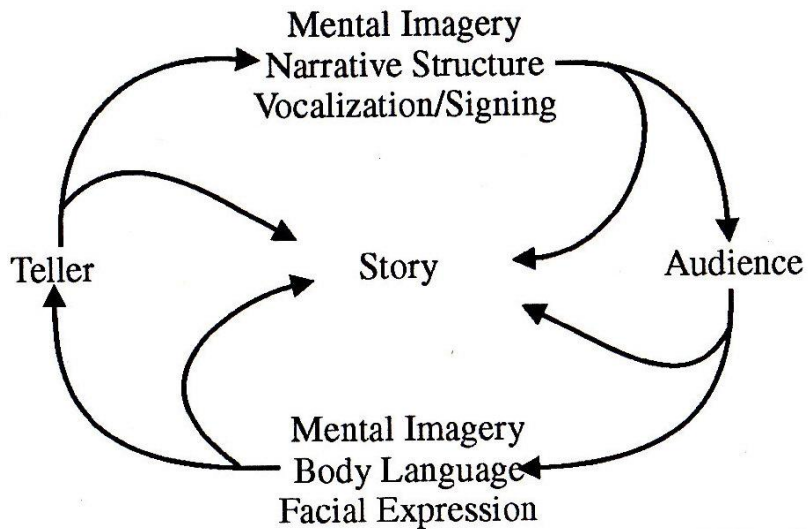 Mental Imagery
Narrative Structure
Vocalization/Signing
Teller
Story
Audience
Mental Imagery
Body Language
Facial Expression